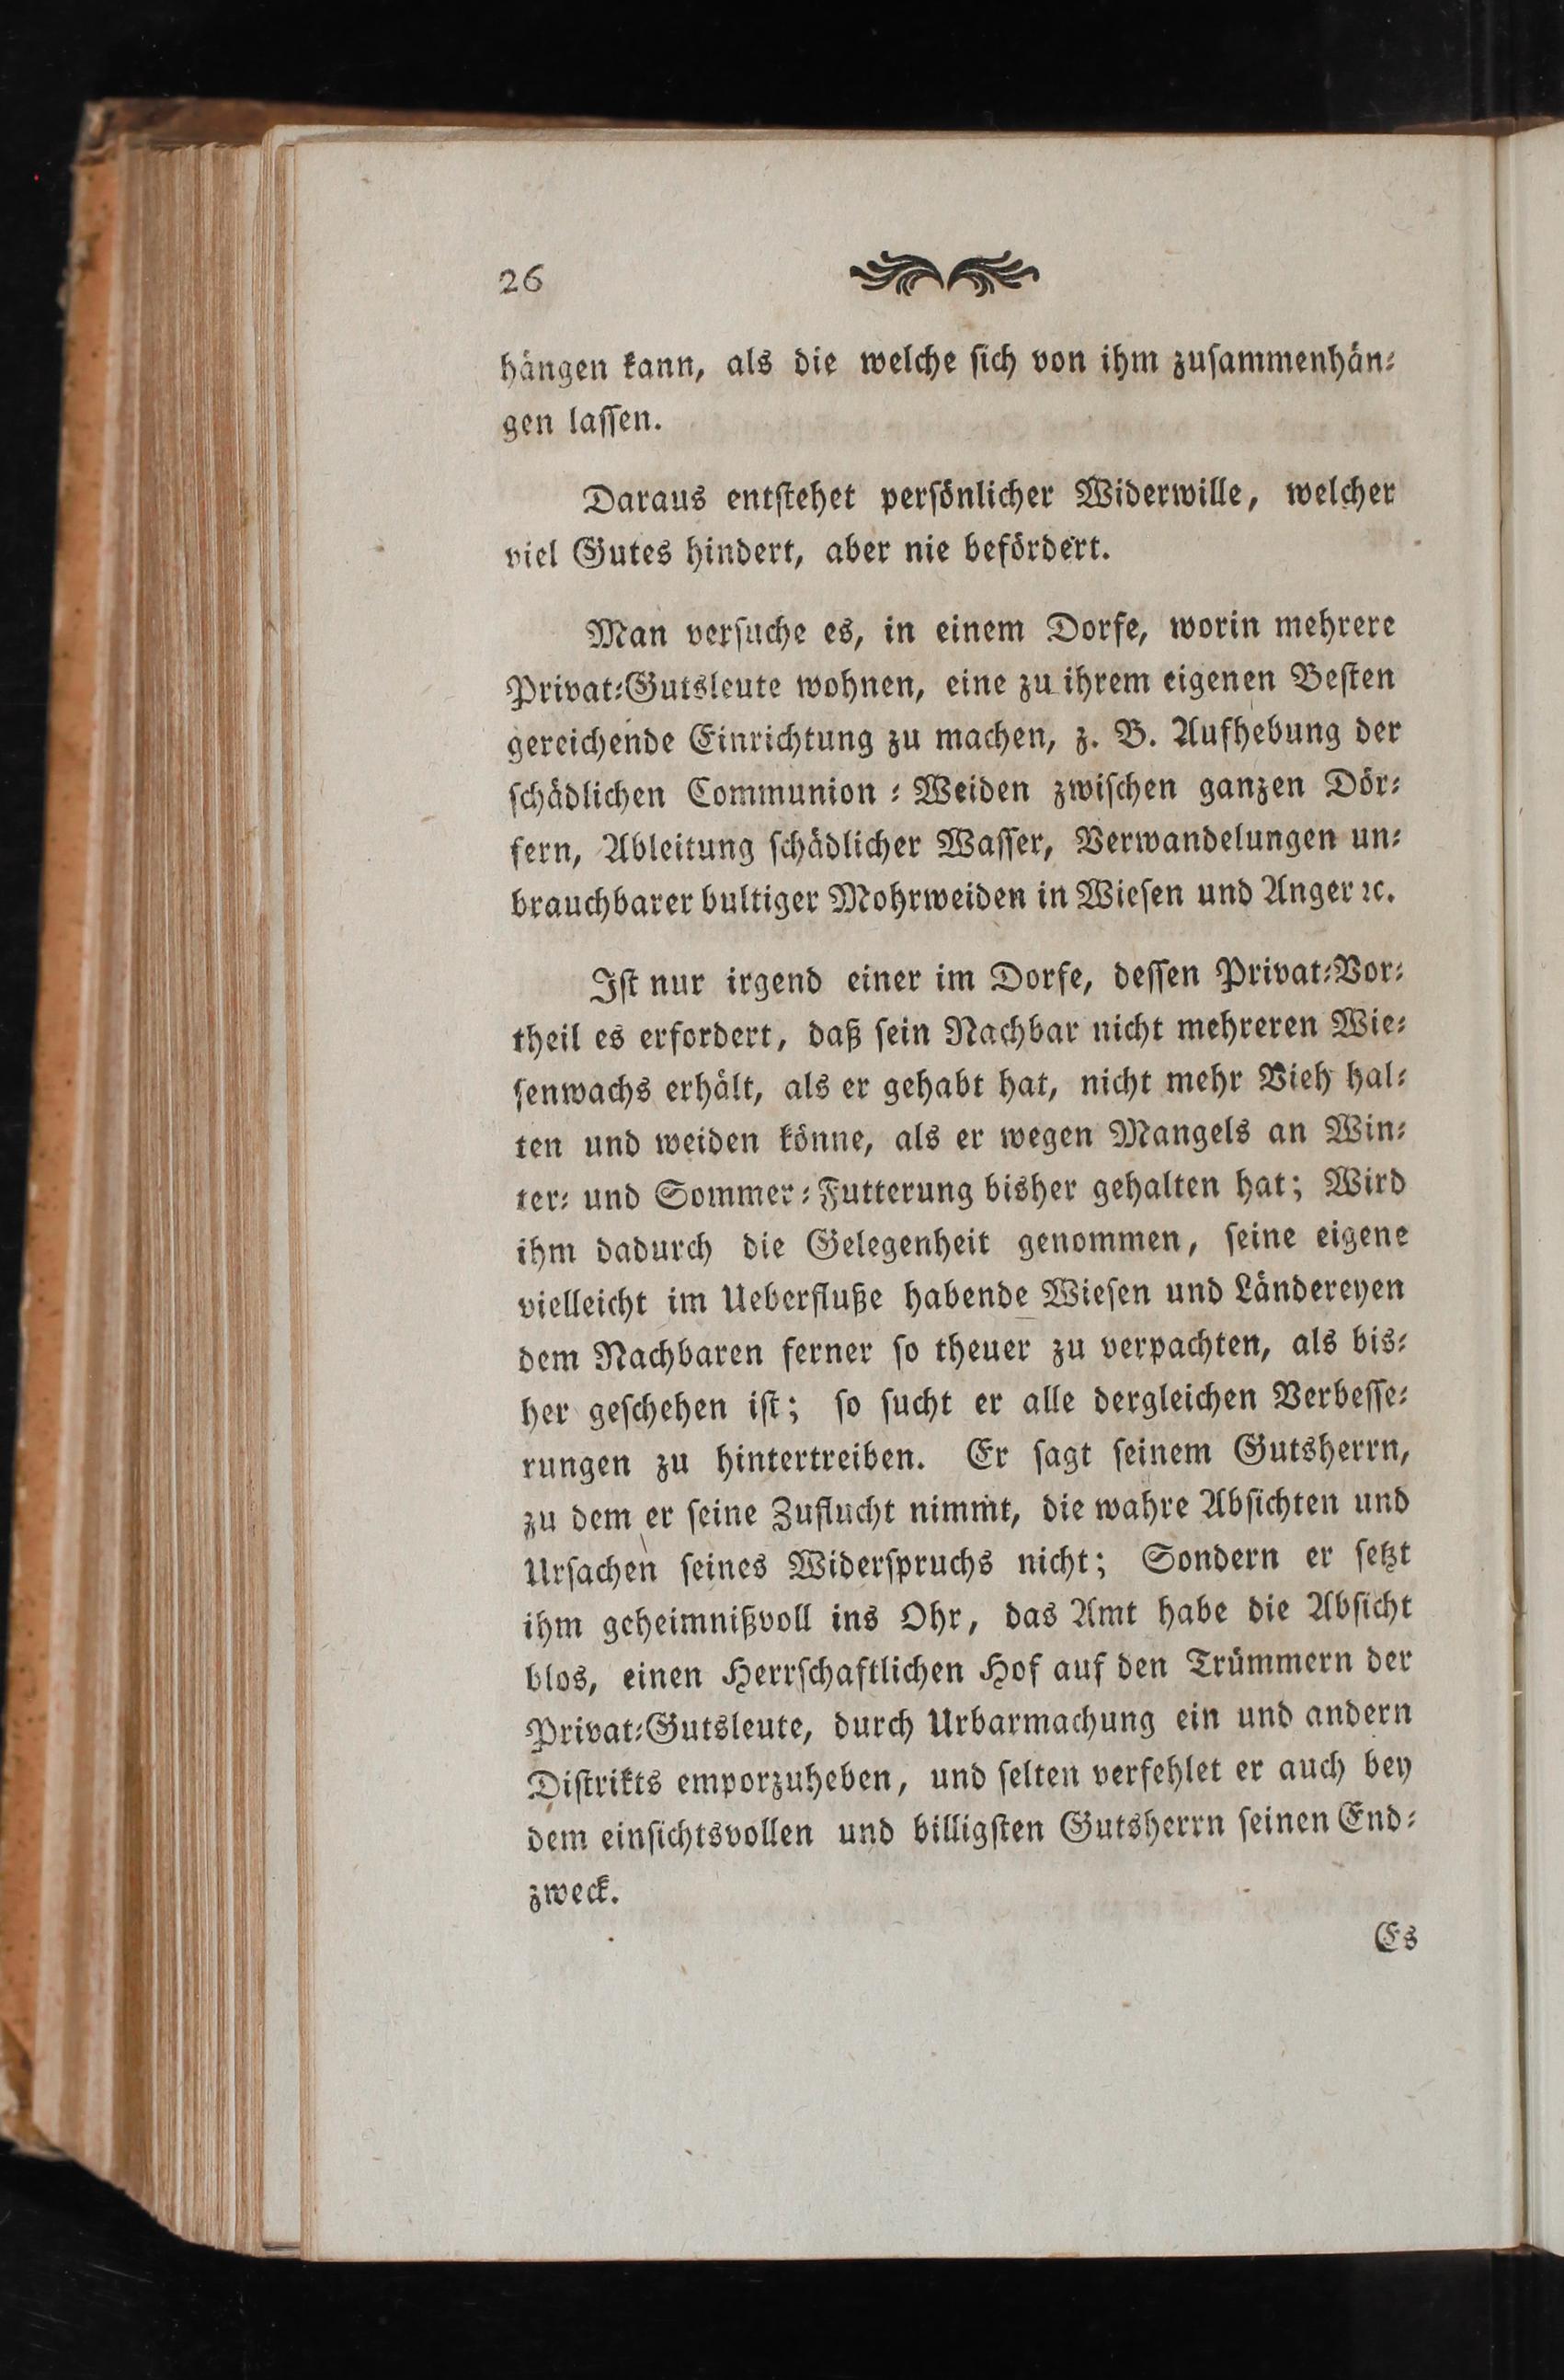 26
hängen kann, als die welche ſich von ihm zuſammenhän⸗
gen laſſen.
Daraus entſtehet perſönlicher Widerwille, welcher
viel Gutes hindert, aber nie befördert.
Man verſuche es, in einem Dorfe, worin mehrere
Privat⸗Gutsleute wohnen, eine zu ihrem eigenen Beſten
gereichende Einrichtung zu machen, z. B. Aufhebung der
ſchädlichen Communion ⸗ Weiden zwiſchen ganzen Dör⸗
fern, Ableitung ſchädlicher Waſſer, Verwandelungen un⸗
brauchbarer bultiger Mohrweiden in Wieſen und Anger ꝛc.
Iſt nur irgend einer im Dorfe, deſſen Privat⸗Vor⸗
theil es erfordert, daß ſein Nachbar nicht mehreren Wie⸗
ſenwachs erhält, als er gehabt hat, nicht mehr Vieh hal⸗
ten und weiden könne, als er wegen Mangels an Win⸗
ter⸗ und Sommer⸗Futterung bisher gehalten hat; Wird
ihm dadurch die Gelegenheit genommen, ſeine eigene
vielleicht im Ueberfluße habende Wieſen und Ländereyen
dem Nachbaren ferner ſo theuer zu verpachten, als bis⸗
her geſchehen iſt; ſo ſucht er alle dergleichen Verbeſſe⸗
rungen zu hintertreiben. Er ſagt ſeinem Gutsherrn,
zu dem er ſeine Zuflucht nimmt, die wahre Abſichten und
Urſachen ſeines Widerſpruchs nicht; Sondern er ſetzt
ihm geheimnißvoll ins Ohr, das Amt habe die Abſicht
blos, einen Herrſchaftlichen Hof auf den Trümmern der
Privat⸗Gutsleute, durch Urbarmachung ein und andern
Diſtrikts emporzuheben, und ſelten verfehlet er auch bey
dem einſichtsvollen und billigſten Gutsherrn ſeinen End⸗
zweck.
Es